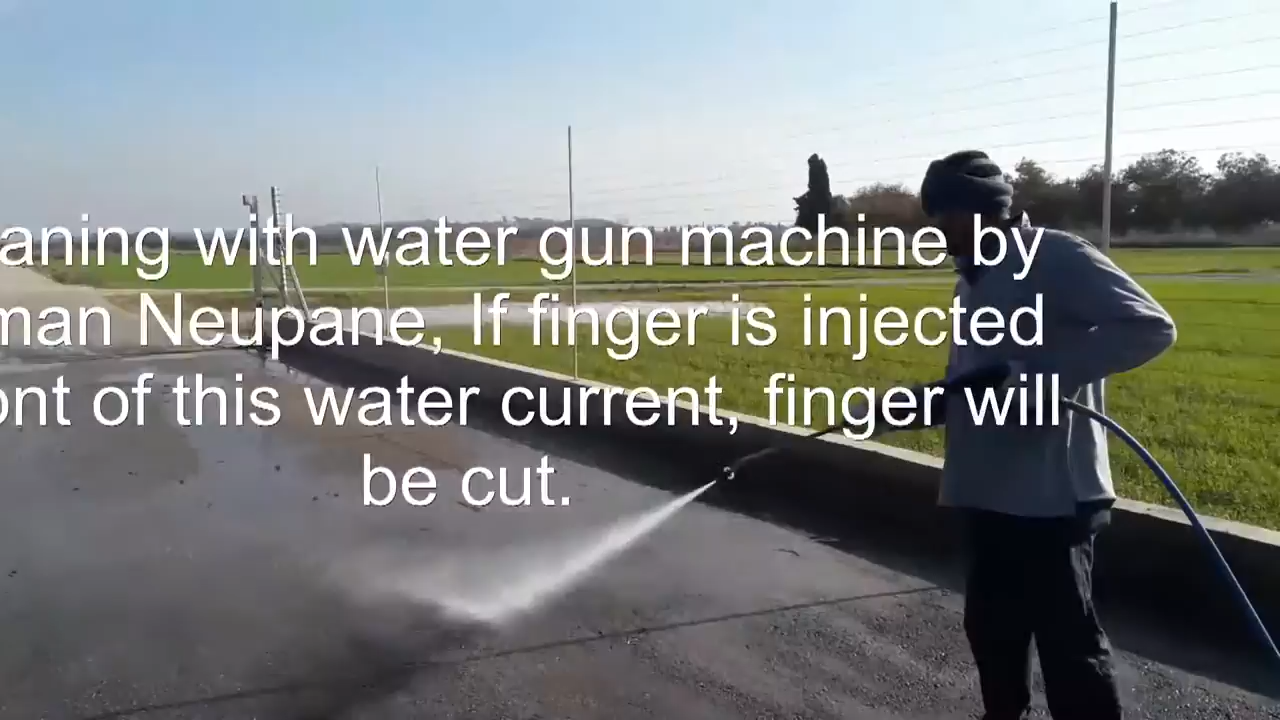 aning with water gun machine by
man Neupane, If finger is injected
ont of this water current, finger will
be cut.